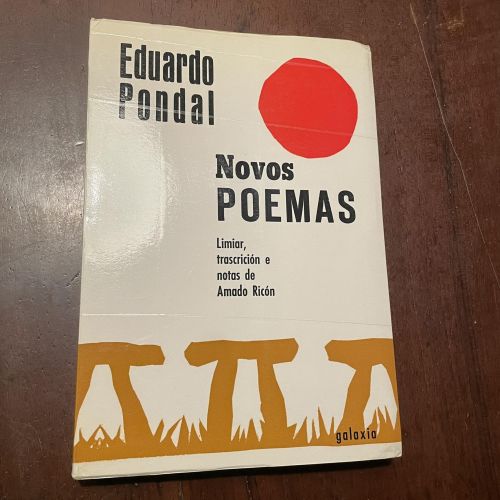 Eduardo
Pondal
Novos
POEMAS
Limiar,
trascrición e
notas de
Amado Ricón
galaxia